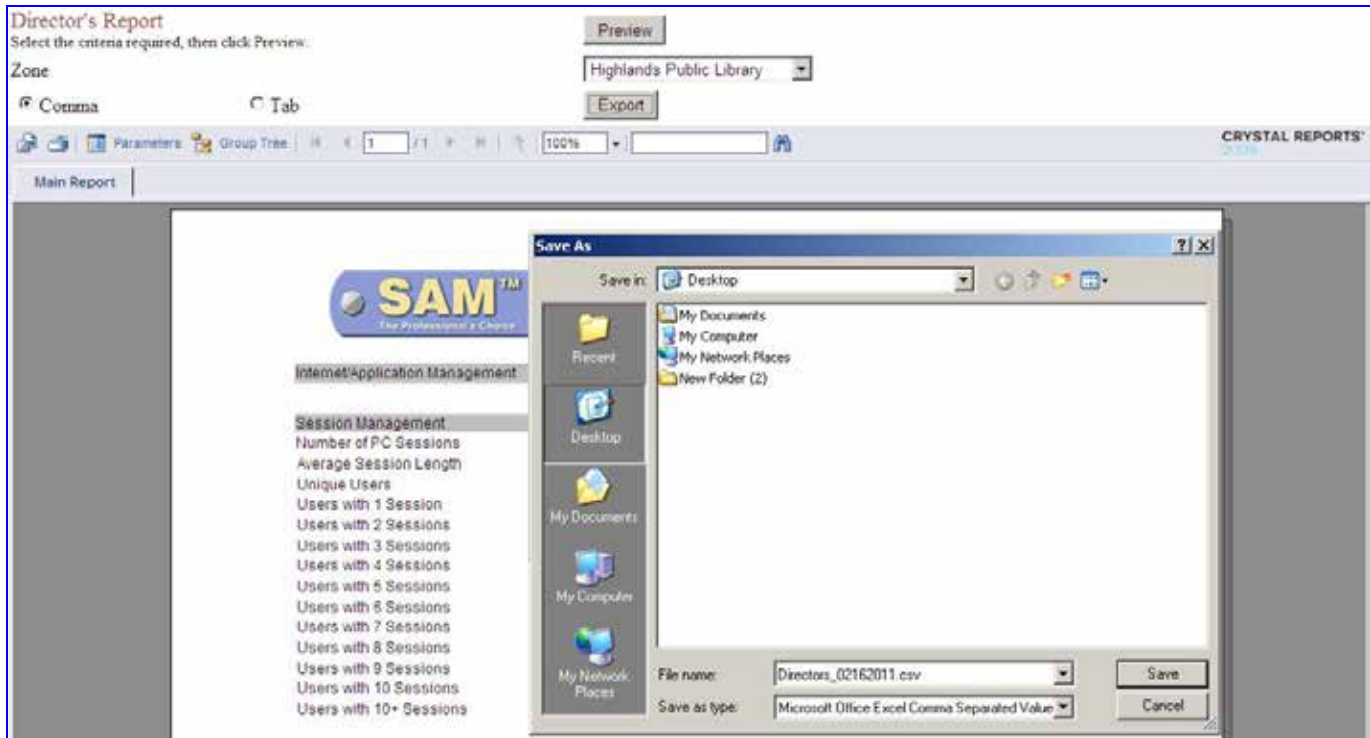 Director's Report
Select the criteria required, then click Preview.
Preview
Zone
Highlands Public Library
Comma
Tab
Export
Parameters
Group Tree
1
/1
100%
CRYSTAL REPORTS
Main Report
SAM™
The Professional's Choice
Internet/Application Management
Session Management
Number of PC Sessions
Average Session Length
Unique Users
Users with 1 Session
Users with 2 Sessions
Users with 3 Sessions
Users with 4 Sessions
Users with 5 Sessions
Users with 6 Sessions
Users with 7 Sessions
Users with 8 Sessions
Users with 9 Sessions
Users with 10 Sessions
Users with 10+ Sessions
Save As
Save in:
Desktop
My Documents
My Computer
My Network Places
New Folder (2)
Recent
Desktop
My Documents
My Computer
My Network
Places
File name:
Directors_02162011.csv
Save
Save as type:
Microsoft Office Excel Comma Separated Value
Cancel